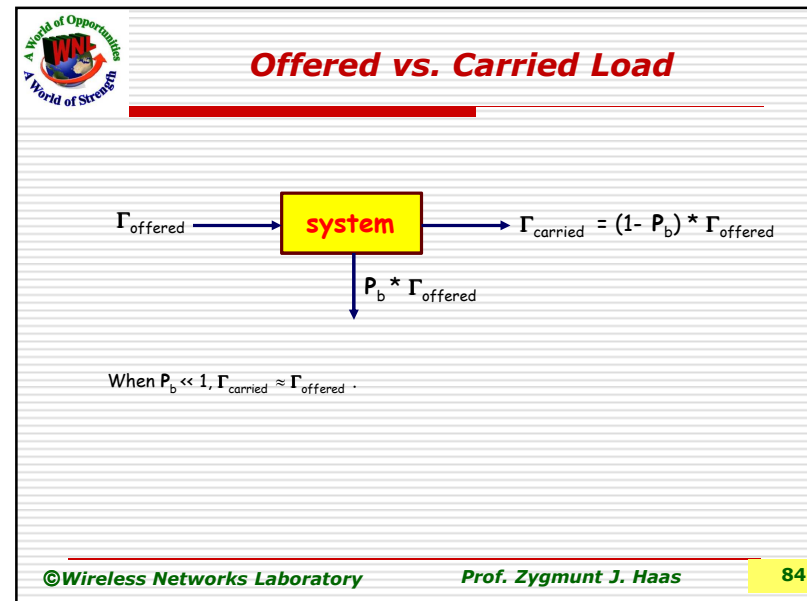 A World of Opportunities
WNL
A World of Strength
Offered vs. Carried Load
Γoffered
system
Γcarried = (1- Pb) * Γoffered
Pb * Γoffered
When Pb << 1, Γcarried ≈ Γoffered .
©Wireless Networks Laboratory
Prof. Zygmunt J. Haas
84